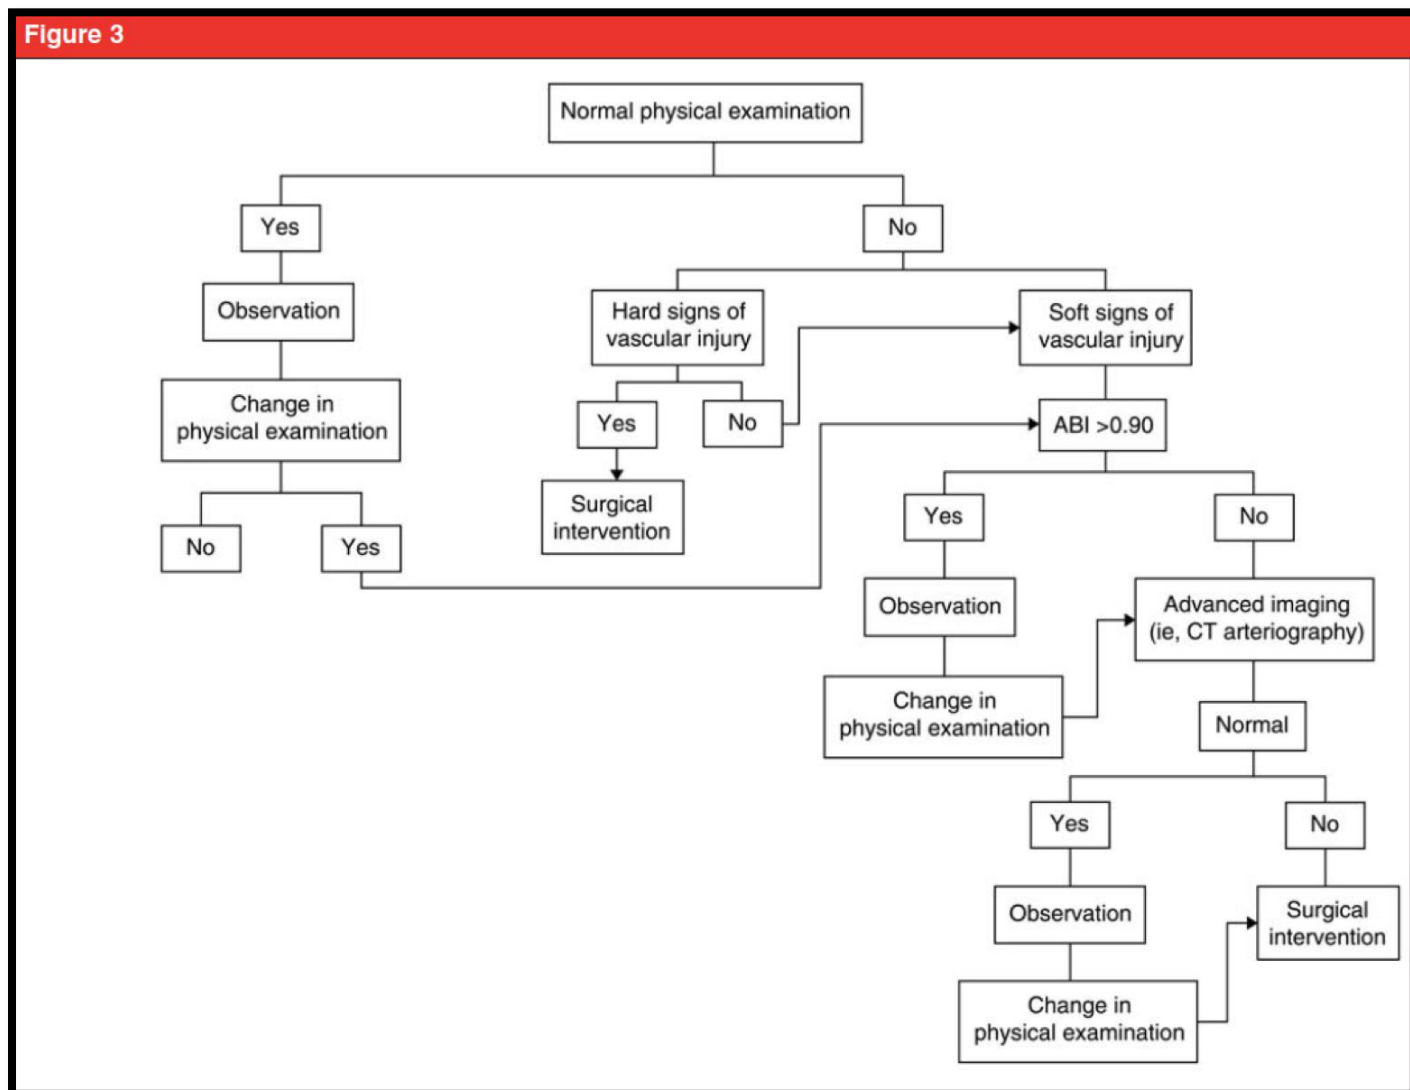 Figure 3
Normal physical examination
Yes
No
Observation
Hard signs of
vascular injury
Soft signs of
vascular injury
Change in
physical examination
Yes
No
ABI >0.90
No
Yes
Surgical
intervention
Yes
No
Observation
Advanced imaging
(ie, CT arteriography)
Change in
physical examination
Normal
Yes
No
Observation
Surgical
intervention
Change in
physical examination